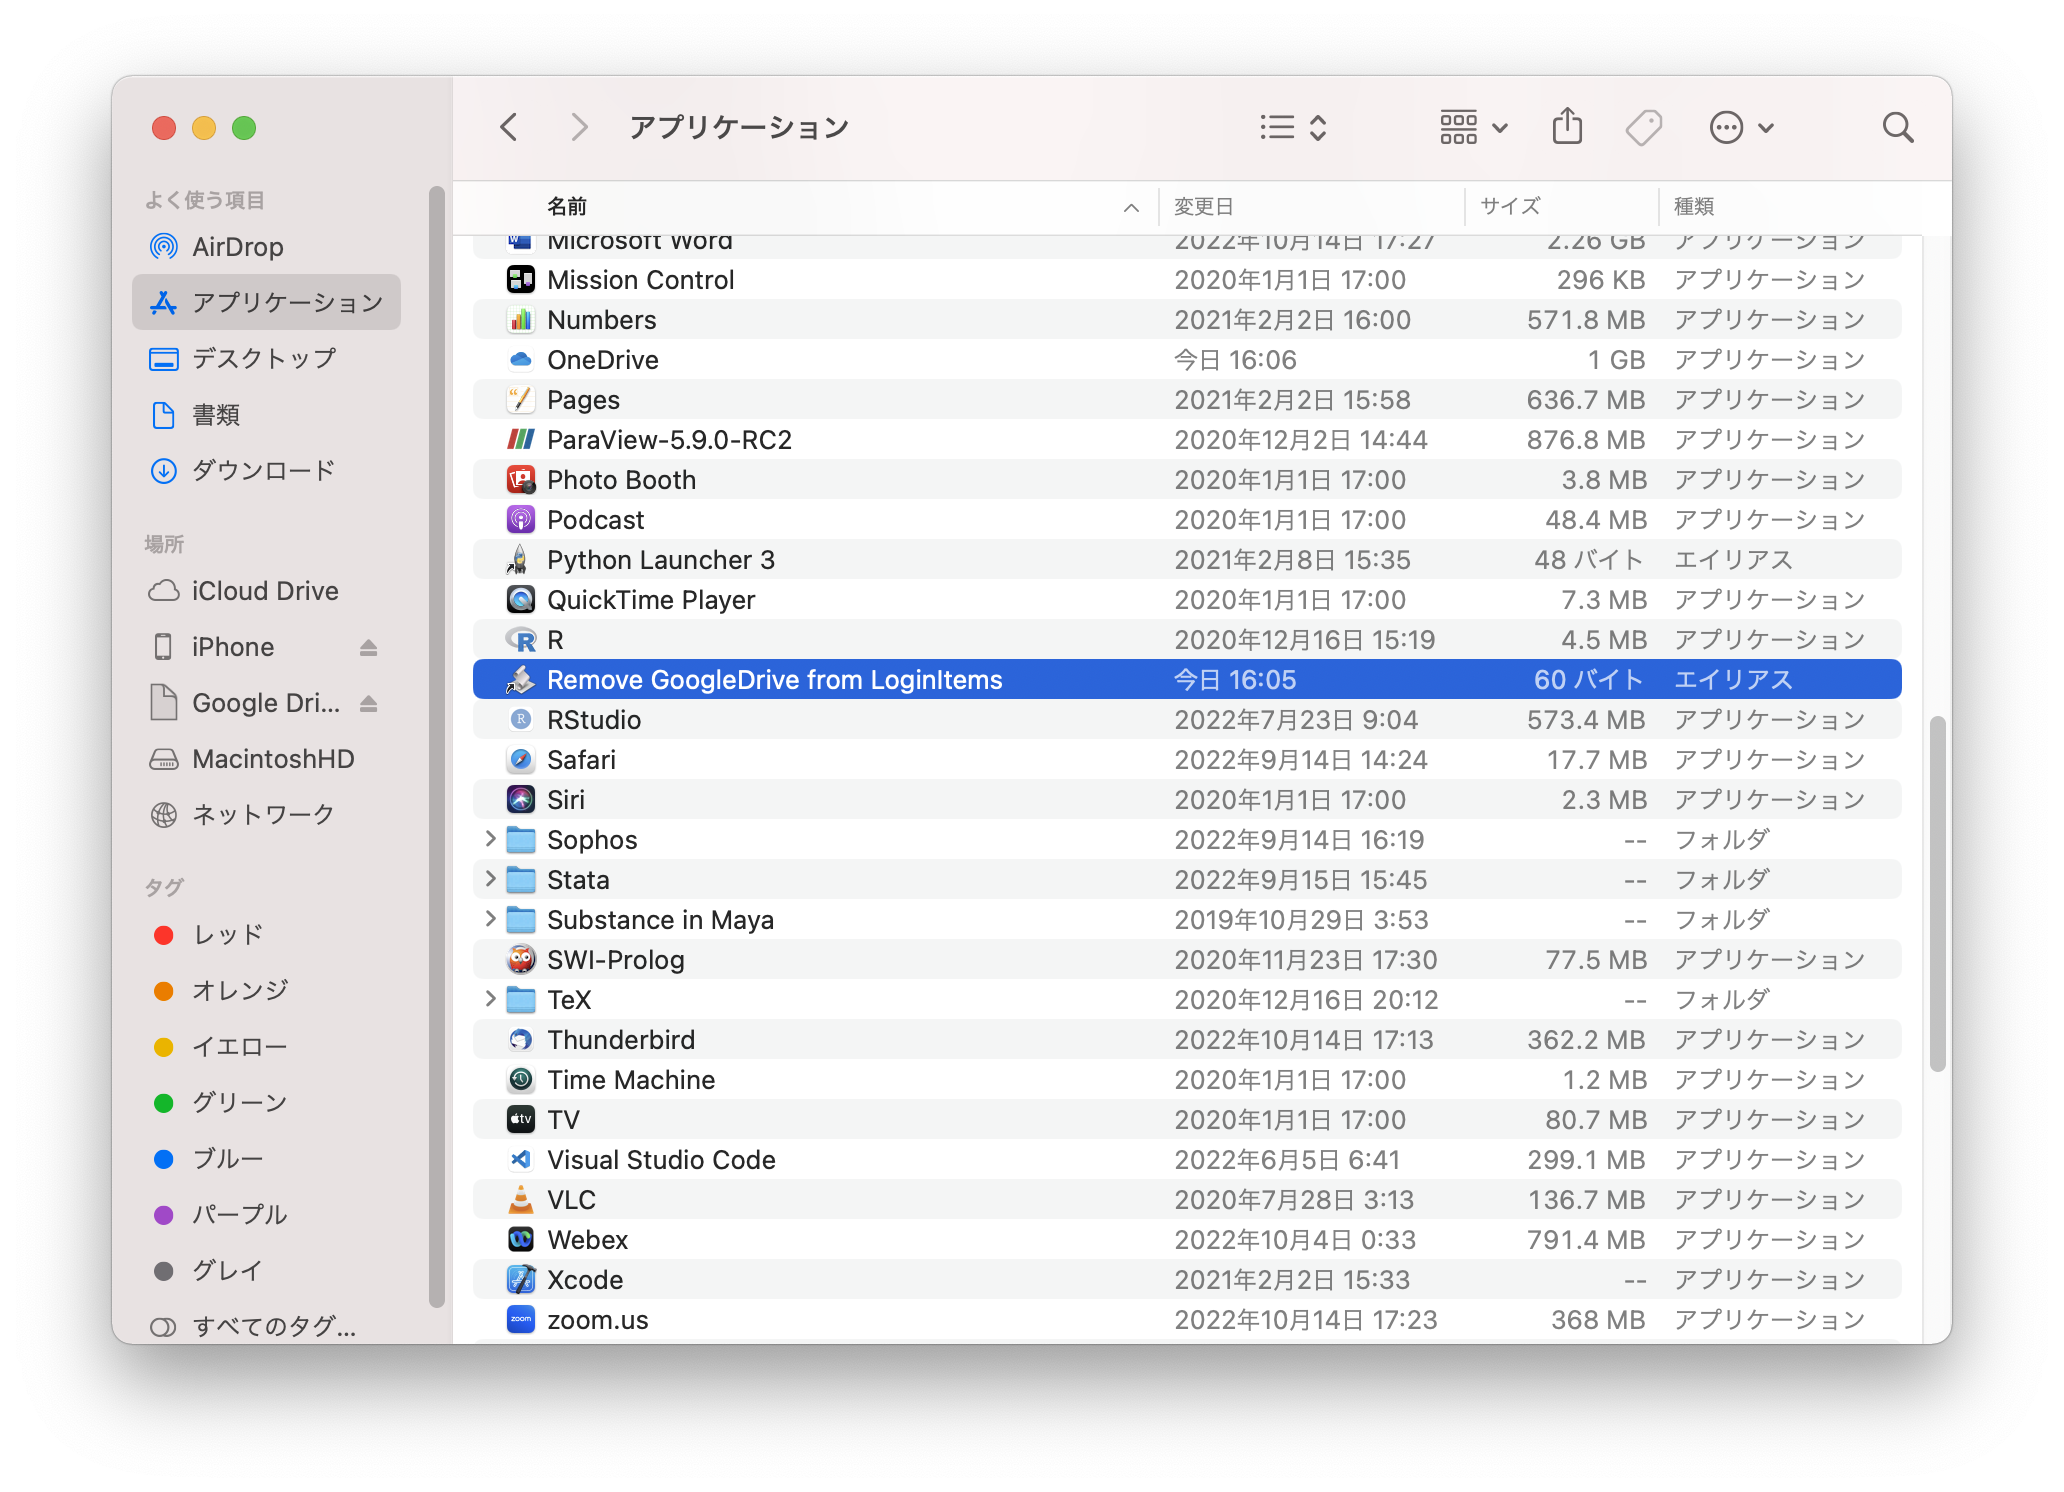 アプリケーション
よく使う項目
AirDrop
アプリケーション
デスクトップ
書類
ダウンロード
場所
iCloud Drive
iPhone
Google Dri...
MacintoshHD
ネットワーク
タグ
レッド
オレンジ
イエロー
グリーン
ブルー
パープル
グレイ
すべてのタグ...
名前 変更日 サイズ 種類
Microsoft Word 2022年10月14日 17:27 2.26 GB アプリケーション
Mission Control 2020年1月1日 17:00 296 KB アプリケーション
Numbers 2021年2月2日 16:00 571.8 MB アプリケーション
OneDrive 今日 16:06 1 GB アプリケーション
Pages 2021年2月2日 15:58 636.7 MB アプリケーション
ParaView-5.9.0-RC2 2020年12月2日 14:44 876.8 MB アプリケーション
Photo Booth 2020年1月1日 17:00 3.8 MB アプリケーション
Podcast 2020年1月1日 17:00 48.4 MB アプリケーション
Python Launcher 3 2021年2月8日 15:35 48 バイト エイリアス
QuickTime Player 2020年1月1日 17:00 7.3 MB アプリケーション
R 2020年12月16日 15:19 4.5 MB アプリケーション
Remove GoogleDrive from LoginItems 今日 16:05 60 バイト エイリアス
RStudio 2022年7月23日 9:04 573.4 MB アプリケーション
Safari 2022年9月14日 14:24 17.7 MB アプリケーション
Siri 2020年1月1日 17:00 2.3 MB アプリケーション
Sophos 2022年9月14日 16:19 -- フォルダ
Stata 2022年9月15日 15:45 -- フォルダ
Substance in Maya 2019年10月29日 3:53 -- フォルダ
SWI-Prolog 2020年11月23日 17:30 77.5 MB アプリケーション
TeX 2020年12月16日 20:12 -- フォルダ
Thunderbird 2022年10月14日 17:13 362.2 MB アプリケーション
Time Machine 2020年1月1日 17:00 1.2 MB アプリケーション
TV 2020年1月1日 17:00 80.7 MB アプリケーション
Visual Studio Code 2022年6月5日 6:41 299.1 MB アプリケーション
VLC 2020年7月28日 3:13 136.7 MB アプリケーション
Webex 2022年10月4日 0:33 791.4 MB アプリケーション
Xcode 2021年2月2日 15:33 -- アプリケーション
zoom.us 2022年10月14日 17:23 368 MB アプリケーション